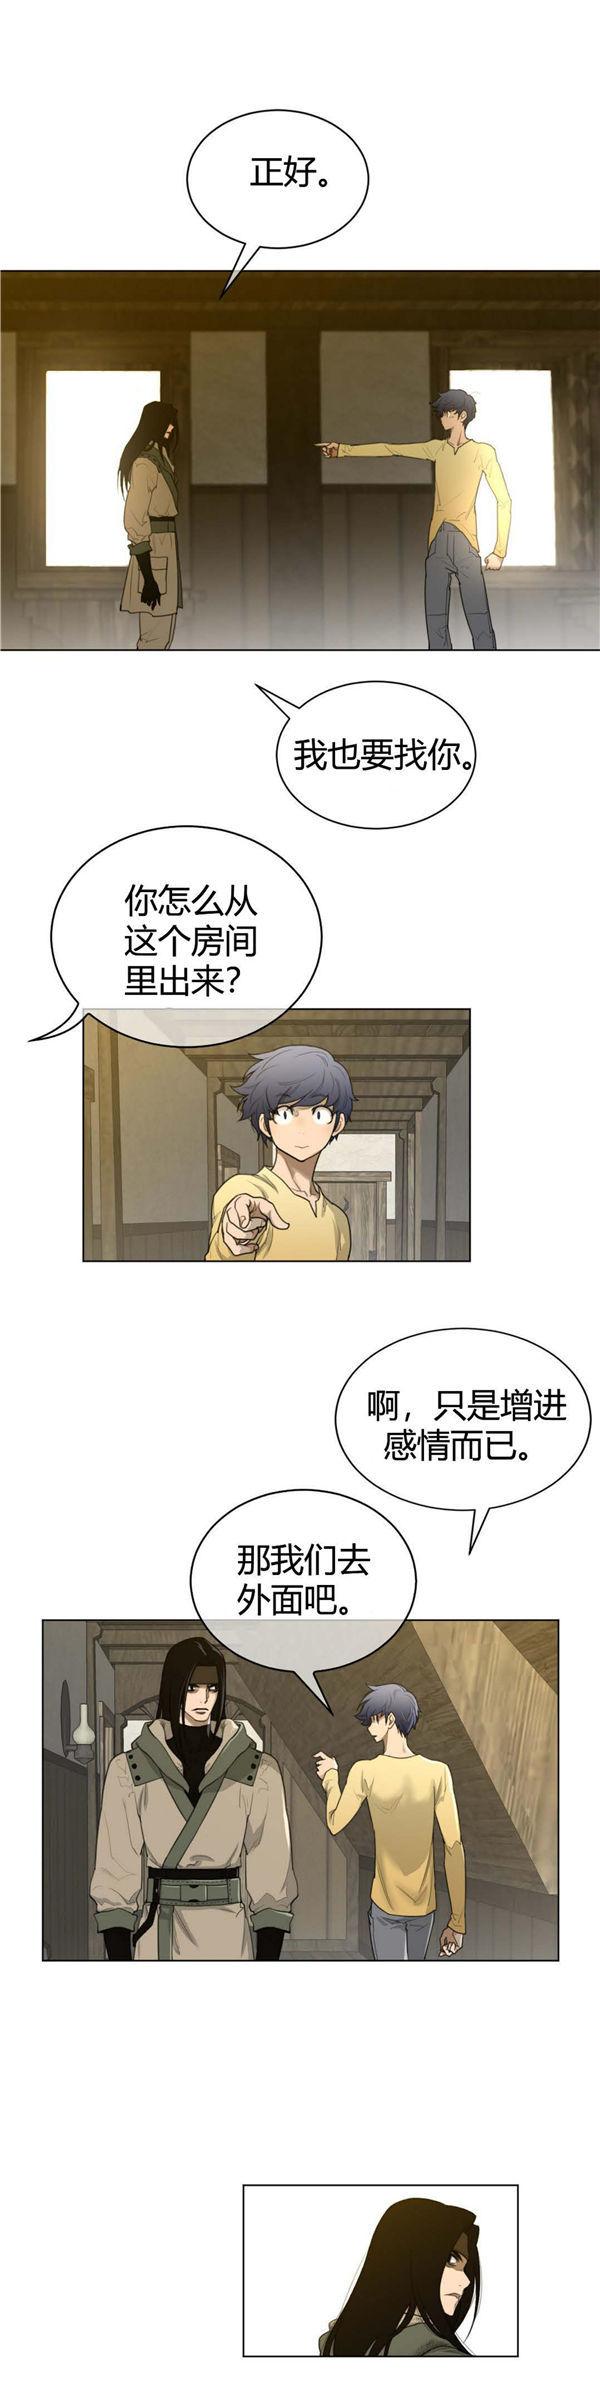 正好。
我也要找你。
你怎么从
这个房间
里出来？
啊，只是增进
感情而已。
那我们去
外面吧。